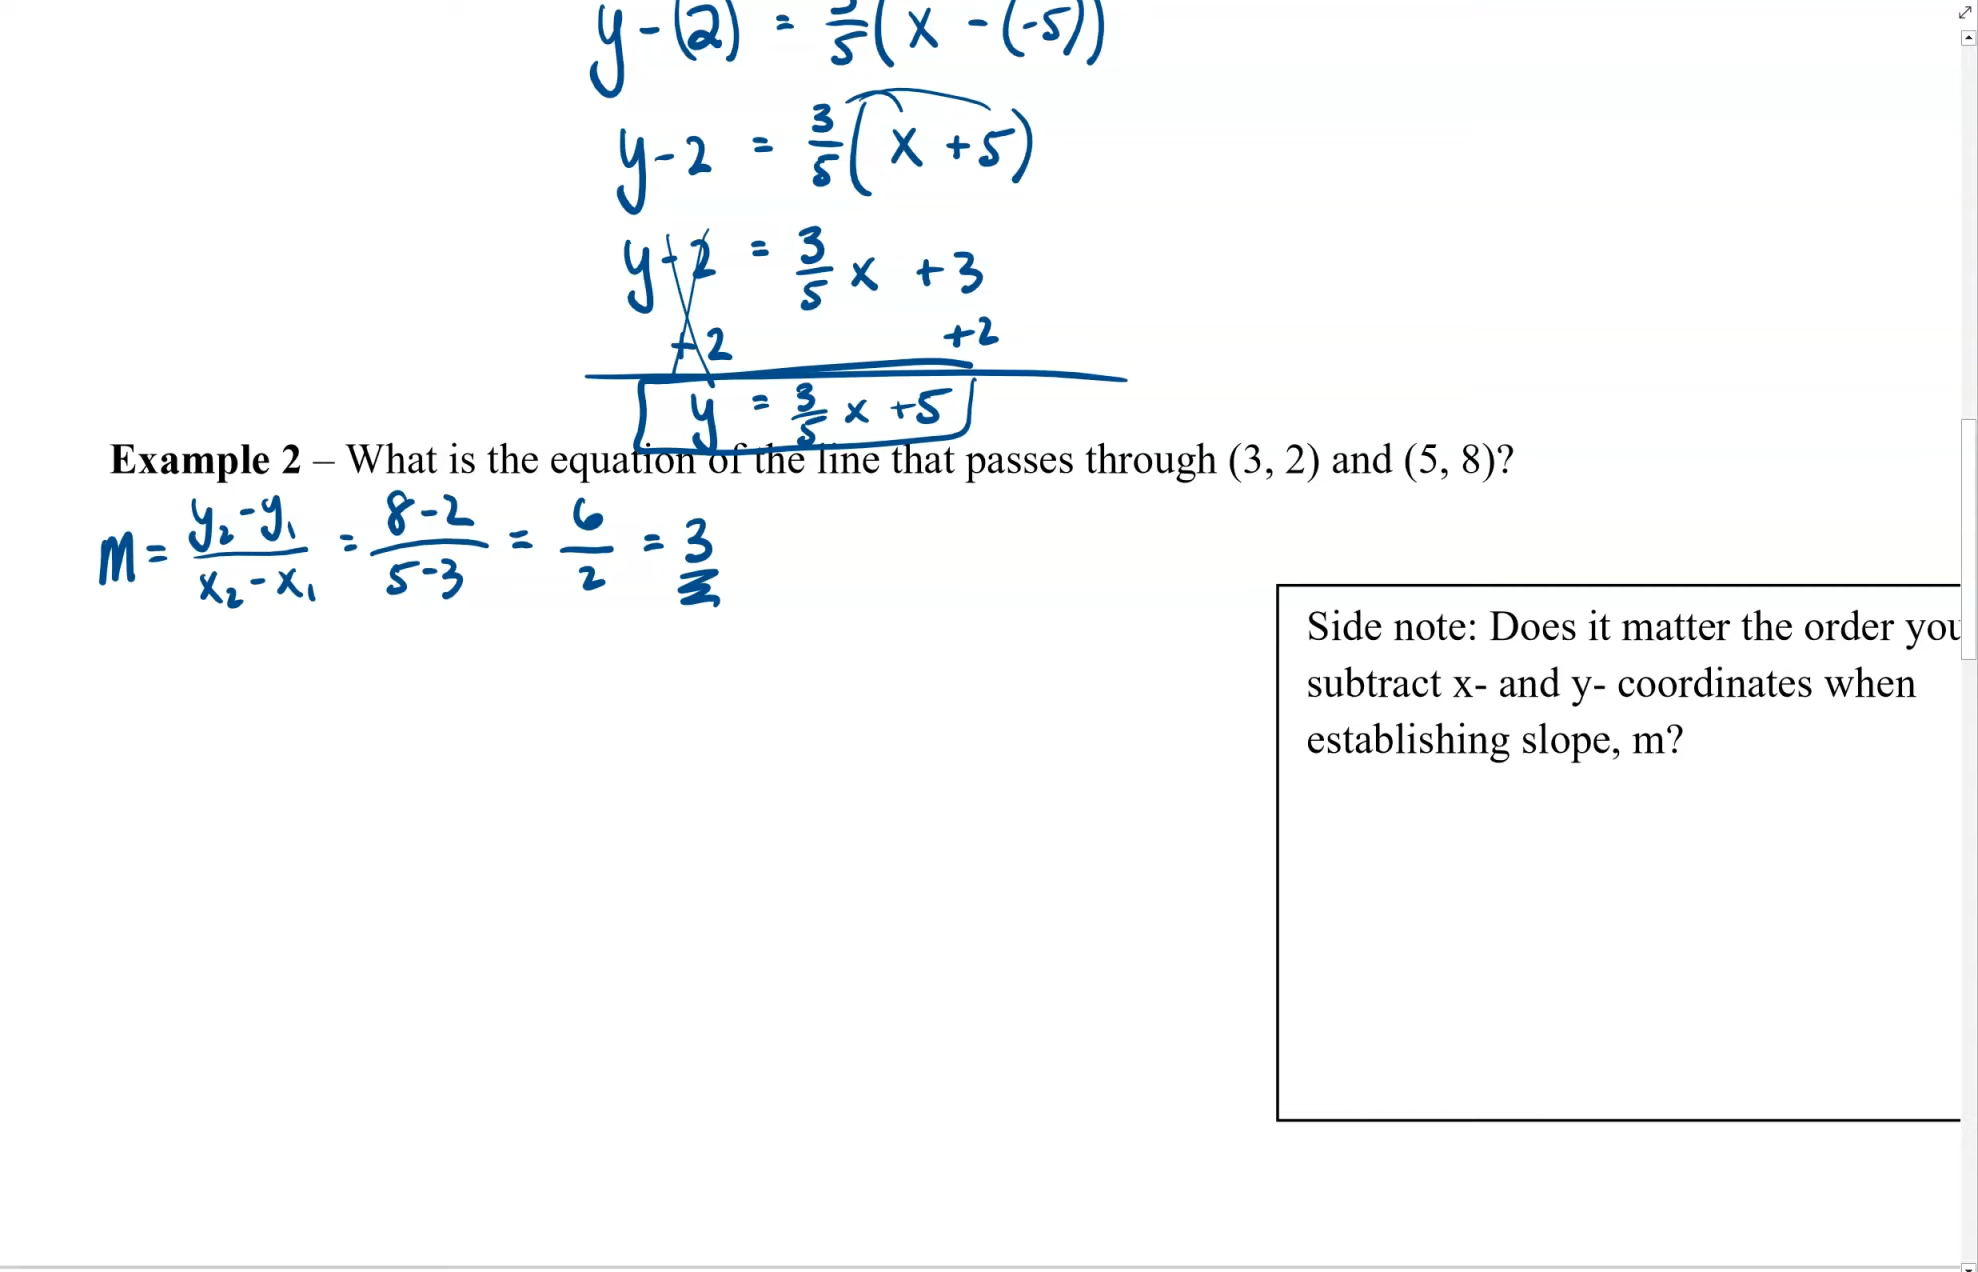 y-(2) = 3/5(x-(-5))
y-2 = 3/5(x+5)
y-2 = 3/5 x +3
+2 +2
y = 3/5 x +5
Example 2 – What is the equation of the line that passes through (3, 2) and (5, 8)?
m = y₂-y₁/x₂-x₁ = 8-2/5-3 = 6/2 = 3
Side note: Does it matter the order you
subtract x- and y- coordinates when
establishing slope, m?